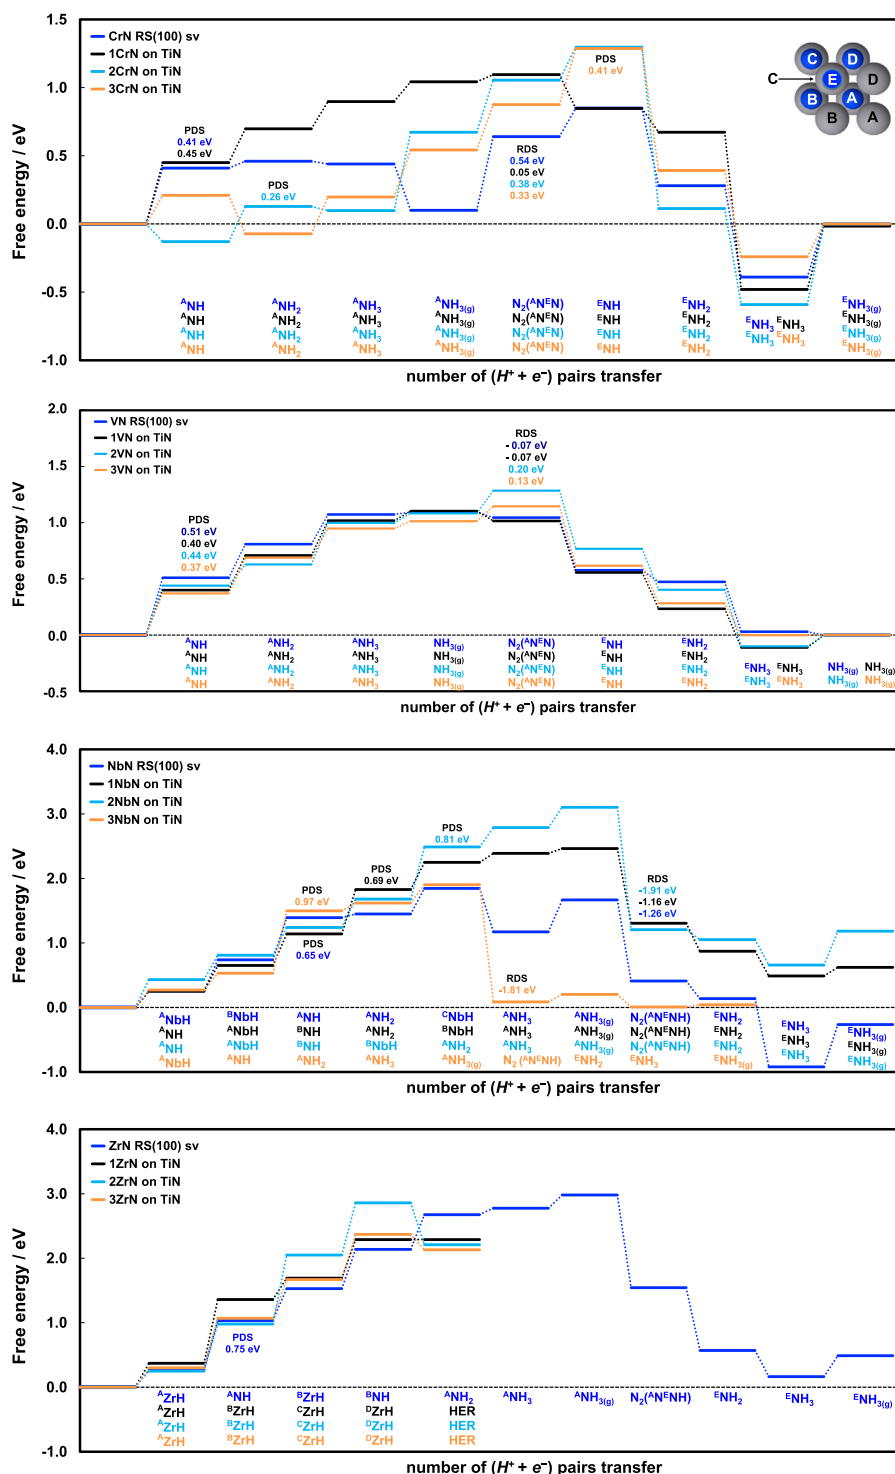 1.5
1.0
0.5
0.0
-0.5
-1.0
Free energy / eV
CrN RS(100) sv
1CrN on TiN
2CrN on TiN
3CrN on TiN
PDS
0.41 eV
0.45 eV
PDS
0.26 eV
RDS
0.54 eV
0.05 eV
0.38 eV
0.33 eV
PDS
0.41 eV
C D
C E D
B A
B A
ᴬNH ᴬNH₂ ᴬNH₃ ᴬNH₃₍g₎ N₂(ᴬNᴱN) ᴱNH ᴱNH₂ ᴱNH₃₍g₎
ᴬNH ᴬNH₂ ᴬNH₃ ᴬNH₃₍g₎ N₂(ᴬNᴱN) ᴱNH ᴱNH₂ ᴱNH₃ ᴱNH₃ ᴱNH₃₍g₎
ᴬNH ᴬNH₂ ᴬNH₃ ᴬNH₃₍g₎ N₂(ᴬNᴱN) ᴱNH ᴱNH₂ ᴱNH₃ ᴱNH₃ ᴱNH₃₍g₎
ᴬNH ᴬNH₂ ᴬNH₃ ᴬNH₃₍g₎ N₂(ᴬNᴱN) ᴱNH ᴱNH₂ ᴱNH₃₍g₎
number of (H⁺ + e⁻) pairs transfer
2.0
1.5
1.0
0.5
0.0
-0.5
Free energy / eV
VN RS(100) sv
1VN on TiN
2VN on TiN
3VN on TiN
PDS
0.51 eV
0.40 eV
0.44 eV
0.37 eV
RDS
- 0.07 eV
- 0.07 eV
0.20 eV
0.13 eV
ᴬNH ᴬNH₂ ᴬNH₃ NH₃₍g₎ N₂(ᴬNᴱN) ᴱNH ᴱNH₂
ᴬNH ᴬNH₂ ᴬNH₃ NH₃₍g₎ N₂(ᴬNᴱN) ᴱNH ᴱNH₂
ᴬNH ᴬNH₂ ᴬNH₃ NH₃₍g₎ N₂(ᴬNᴱN) ᴱNH ᴱNH₂ ᴱNH₃ ᴱNH₃ NH₃₍g₎ NH₃₍g₎
ᴬNH ᴬNH₂ ᴬNH₃ NH₃₍g₎ N₂(ᴬNᴱN) ᴱNH ᴱNH₂ ᴱNH₃ ᴱNH₃ NH₃₍g₎ NH₃₍g₎
number of (H⁺ + e⁻) pairs transfer
4.0
3.0
2.0
1.0
0.0
-1.0
Free energy / eV
NbN RS(100) sv
1NbN on TiN
2NbN on TiN
3NbN on TiN
PDS
0.97 eV
PDS
0.65 eV
PDS
0.69 eV
PDS
0.81 eV
RDS
-1.81 eV
RDS
-1.91 eV
-1.16 eV
-1.26 eV
ᴬNbH ᴮNbH ᴬNH ᴬNH₂ ꟲNbH ᴬNH₃ ᴬNH₃₍g₎ N₂(ᴬNᴱNH) ᴱNH₂ ᴱNH₃ ᴱNH₃₍g₎
ᴬNH ᴬNbH ᴮNH ᴬNH₂ ᴮNbH ᴬNH₃ ᴬNH₃₍g₎ N₂(ᴬNᴱNH) ᴱNH₂ ᴱNH₃ ᴱNH₃₍g₎
ᴬNH ᴬNbH ᴮNH ᴮNbH ᴬNH₂ ᴬNH₃ ᴬNH₃₍g₎ N₂(ᴬNᴱNH) ᴱNH₂ ᴱNH₃ ᴱNH₃₍g₎
ᴬNbH ᴬNH ᴬNH₂ ᴬNH₃ ᴬNH₃₍g₎ N₂ (ᴬNᴱNH) ᴱNH₂ ᴱNH₃ ᴱNH₃₍g₎
number of (H⁺ + e⁻) pairs transfer
4.0
3.0
2.0
1.0
0.0
-1.0
Free energy / eV
ZrN RS(100) sv
1ZrN on TiN
2ZrN on TiN
3ZrN on TiN
PDS
0.75 eV
ᴬZrH ᴬNH ᴮZrH ᴮNH ᴬNH₂ ᴬNH₃ ᴬNH₃₍g₎ N₂(ᴬNᴱNH) ᴱNH₂ ᴱNH₃ ᴱNH₃₍g₎
ᴬZrH ᴮZrH ꟲZrH ᴰZrH HER
ᴬZrH ᴮZrH ꟲZrH ᴰZrH HER
ᴬZrH ᴮZrH ꟲZrH ᴰZrH HER
number of (H⁺ + e⁻) pairs transfer